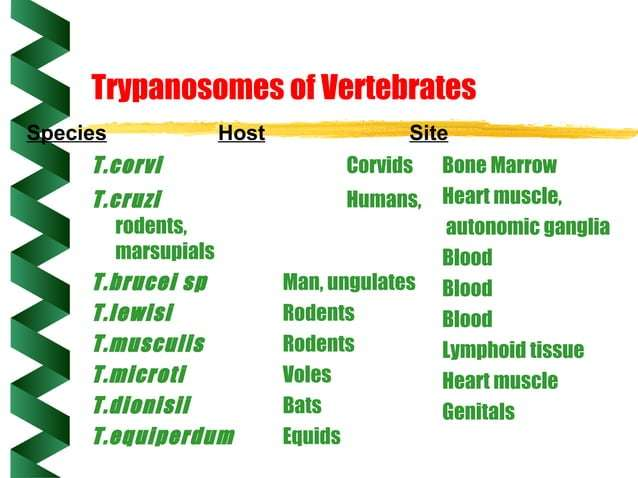 Trypanosomes of Vertebrates
Species Host Site
T.corvi Corvids Bone Marrow
T.cruzi Humans, Heart muscle,
rodents, autonomic ganglia
marsupials Blood
T.brucei sp Man, ungulates Blood
T.lewisi Rodents Blood
T.musculis Rodents Lymphoid tissue
T.microti Voles Heart muscle
T.dionisii Bats Genitals
T.equiperdum Equids